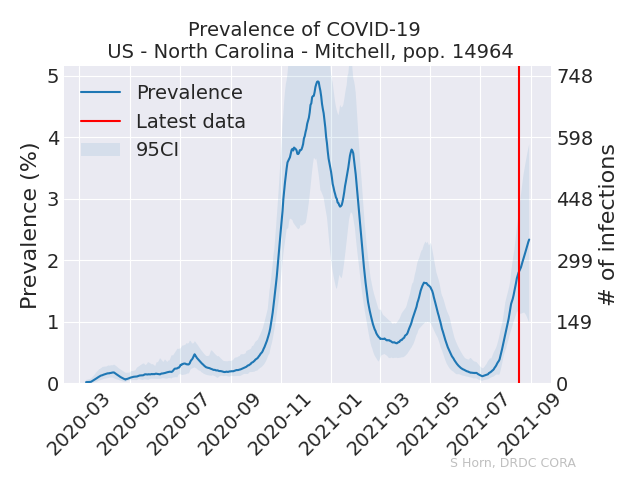 Prevalence of COVID-19
US - North Carolina - Mitchell, pop. 14964
Prevalence
Latest data
95CI
Prevalence (%)
5
4
3
2
1
0
748
598
448
299
149
0
# of infections
2020-03
2020-05
2020-07
2020-09
2020-11
2021-01
2021-03
2021-05
2021-07
2021-09
S Horn, DRDC CORA